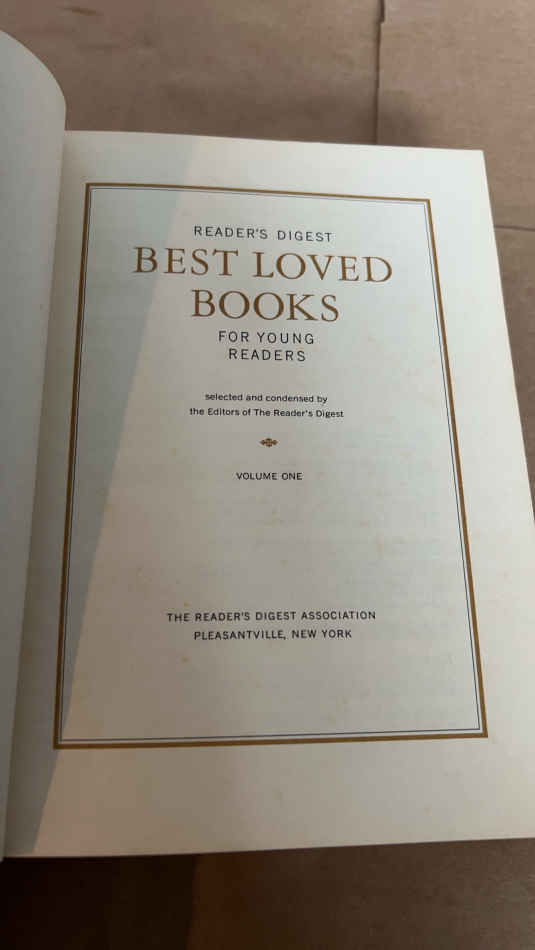 READER'S DIGEST
BEST LOVED
BOOKS
FOR YOUNG
READERS
selected and condensed by
the Editors of The Reader's Digest
VOLUME ONE
THE READER'S DIGEST ASSOCIATION
PLEASANTVILLE, NEW YORK